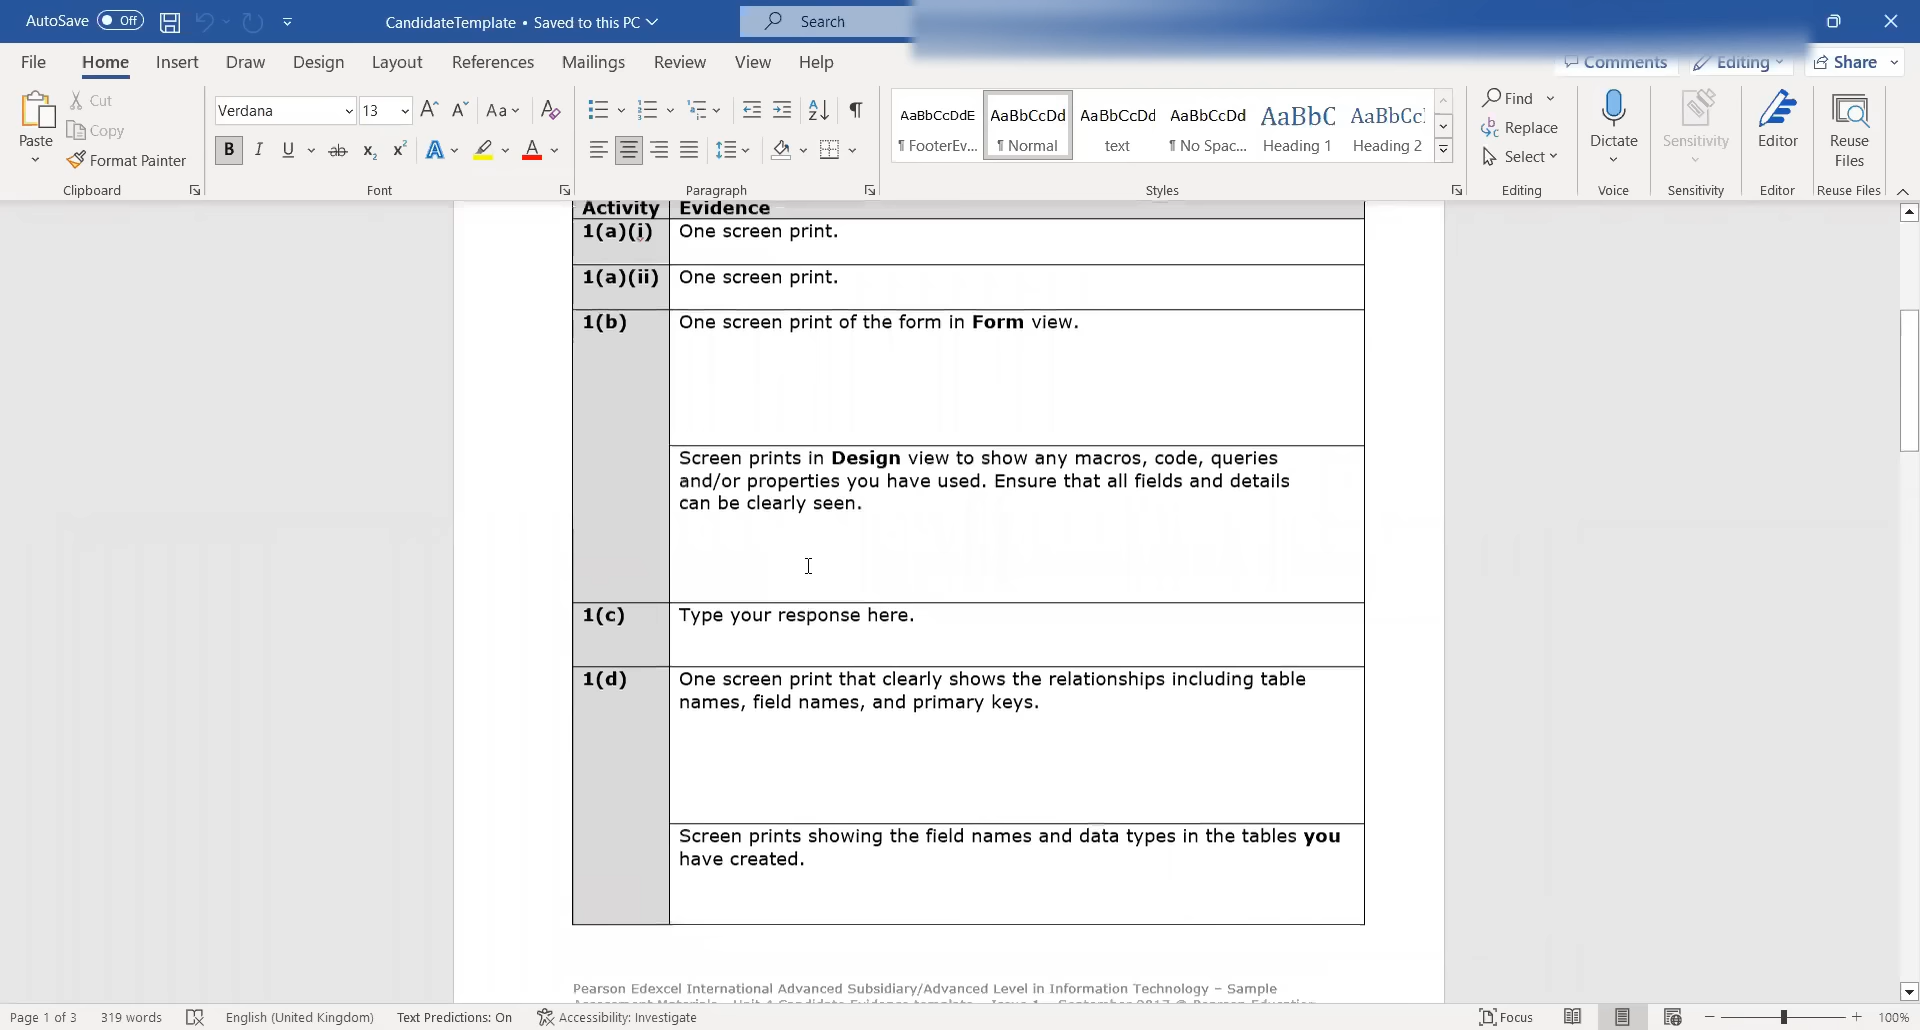 AutoSave Off CandidateTemplate • Saved to this PC Search
File Home Insert Draw Design Layout References Mailings Review View Help Comments Editing Share
Paste Cut Copy Format Painter
Clipboard
Verdana 13 Aa
B I U ab x₂ x² A A
Font
Paragraph
AaBbCcDdE AaBbCcDd AaBbCcDd AaBbCcDd AaBbC AaBbCc
¶ FooterEv... ¶ Normal text ¶ No Spac... Heading 1 Heading 2
Styles
Find
Replace
Select
Editing
Dictate
Voice
Sensitivity
Sensitivity
Editor
Editor
Reuse
Files
Reuse Files
Activity Evidence
1(a)(i) One screen print.
1(a)(ii) One screen print.
1(b) One screen print of the form in Form view.
Screen prints in Design view to show any macros, code, queries
and/or properties you have used. Ensure that all fields and details
can be clearly seen.
1(c) Type your response here.
1(d) One screen print that clearly shows the relationships including table
names, field names, and primary keys.
Screen prints showing the field names and data types in the tables you
have created.
Pearson Edexcel International Advanced Subsidiary/Advanced Level in Information Technology – Sample
Page 1 of 3 319 words English (United Kingdom) Text Predictions: On Accessibility: Investigate Focus 100%